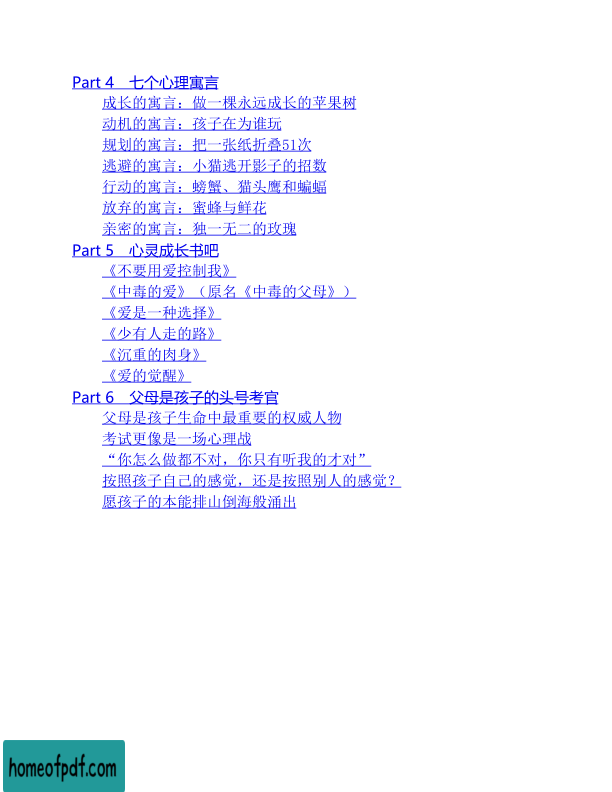 Part 4 七个心理寓言
成长的寓言：做一棵永远成长的苹果树
动机的寓言：孩子在为谁玩
规划的寓言：把一张纸折叠51次
逃避的寓言：小猫逃开影子的招数
行动的寓言：螃蟹、猫头鹰和蝙蝠
放弃的寓言：蜜蜂与鲜花
亲密的寓言：独一无二的玫瑰
Part 5 心灵成长书吧
《不要用爱控制我》
《中毒的爱》（原名《中毒的父母》）
《爱是一种选择》
《少有人走的路》
《沉重的肉身》
《爱的觉醒》
Part 6 父母是孩子的头号考官
父母是孩子生命中最重要的权威人物
考试更像是一场心理战
“你怎么做都不对，你只有听我的才对”
按照孩子自己的感觉，还是按照别人的感觉？
愿孩子的本能排山倒海般涌出
homeofpdf.com